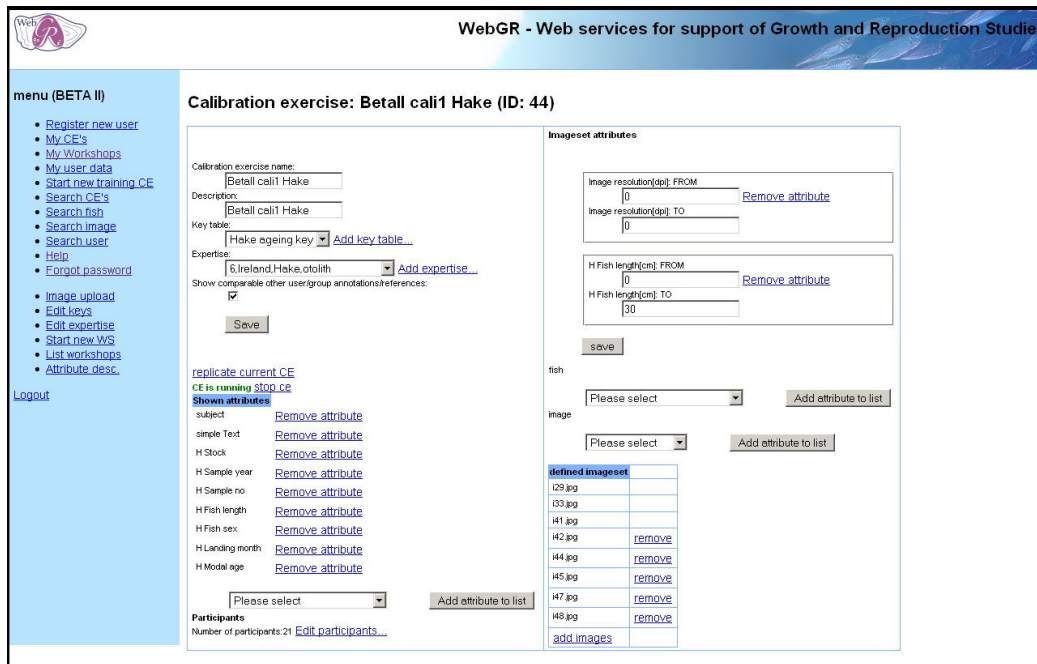 Web
GR
WebGR - Web services for support of Growth and Reproduction Studie
menu (BETA II)
Register new user
My CE's
My Workshops
My user data
Start new training CE
Search CE's
Search fish
Search image
Search user
Help
Forgot password
Image upload
Edit keys
Edit expertise
Start new WS
List workshops
Attribute desc.
Logout
Calibration exercise: Betall cali1 Hake (ID: 44)
Calibration exercise name:
Betall cali1 Hake
Description:
Betall cali1 Hake
Key table:
Hake ageing key Add key table...
Expertise:
6,Ireland,Hake,otolith Add expertise...
Show comparable other user/group annotations/references:
Save
replicate current CE
CE is running stop ce
Shown attributes
subject Remove attribute
simple Text Remove attribute
H Stock Remove attribute
H Sample year Remove attribute
H Sample no Remove attribute
H Fish length Remove attribute
H Fish sex Remove attribute
H Landing month Remove attribute
H Modal age Remove attribute
Please select Add attribute to list
Participants
Number of participants:21 Edit participants...
Imageset attributes
Image resolution[dpi]: FROM
0 Remove attribute
Image resolution[dpi]: TO
0
H Fish length[cm]: FROM
0 Remove attribute
H Fish length[cm]: TO
30
save
fish
Please select Add attribute to list
image
Please select Add attribute to list
defined imageset
i29.jpg
i33.jpg
i41.jpg
i42.jpg remove
i44.jpg remove
i45.jpg remove
i47.jpg remove
i48.jpg remove
add images